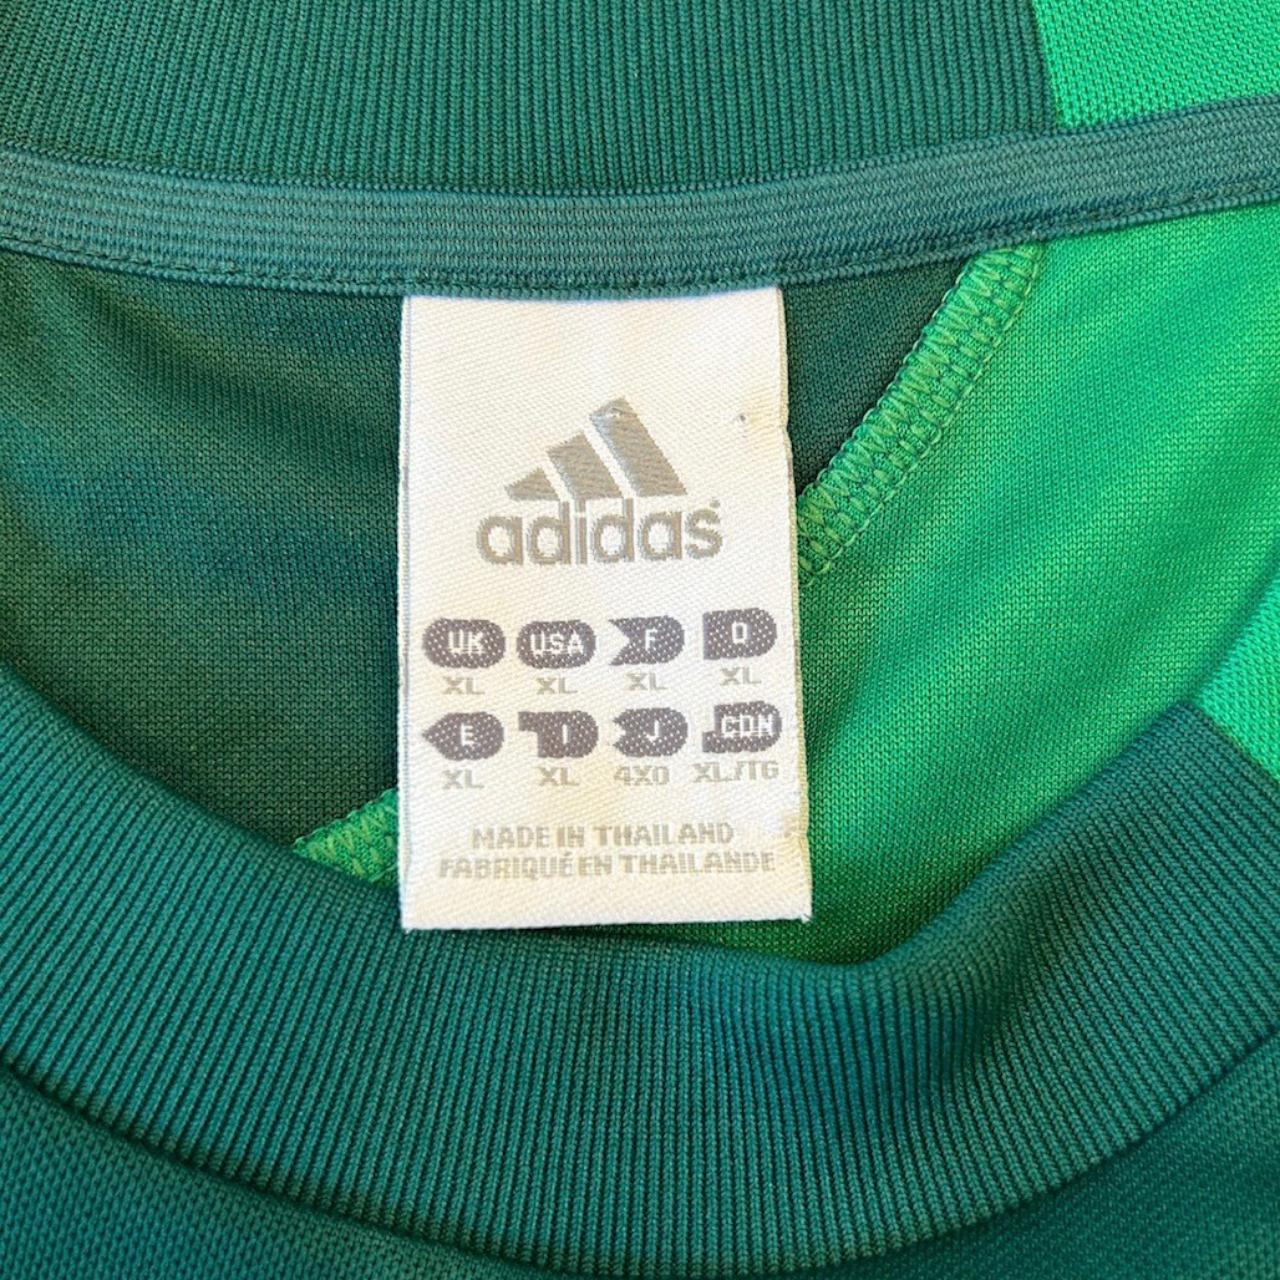 adidas
UK USA F D
XL XL XL XL
E I J CDN
XL XL 4XO XL/TG
MADE IN THAILAND
FABRIQUÉ EN THAILANDE